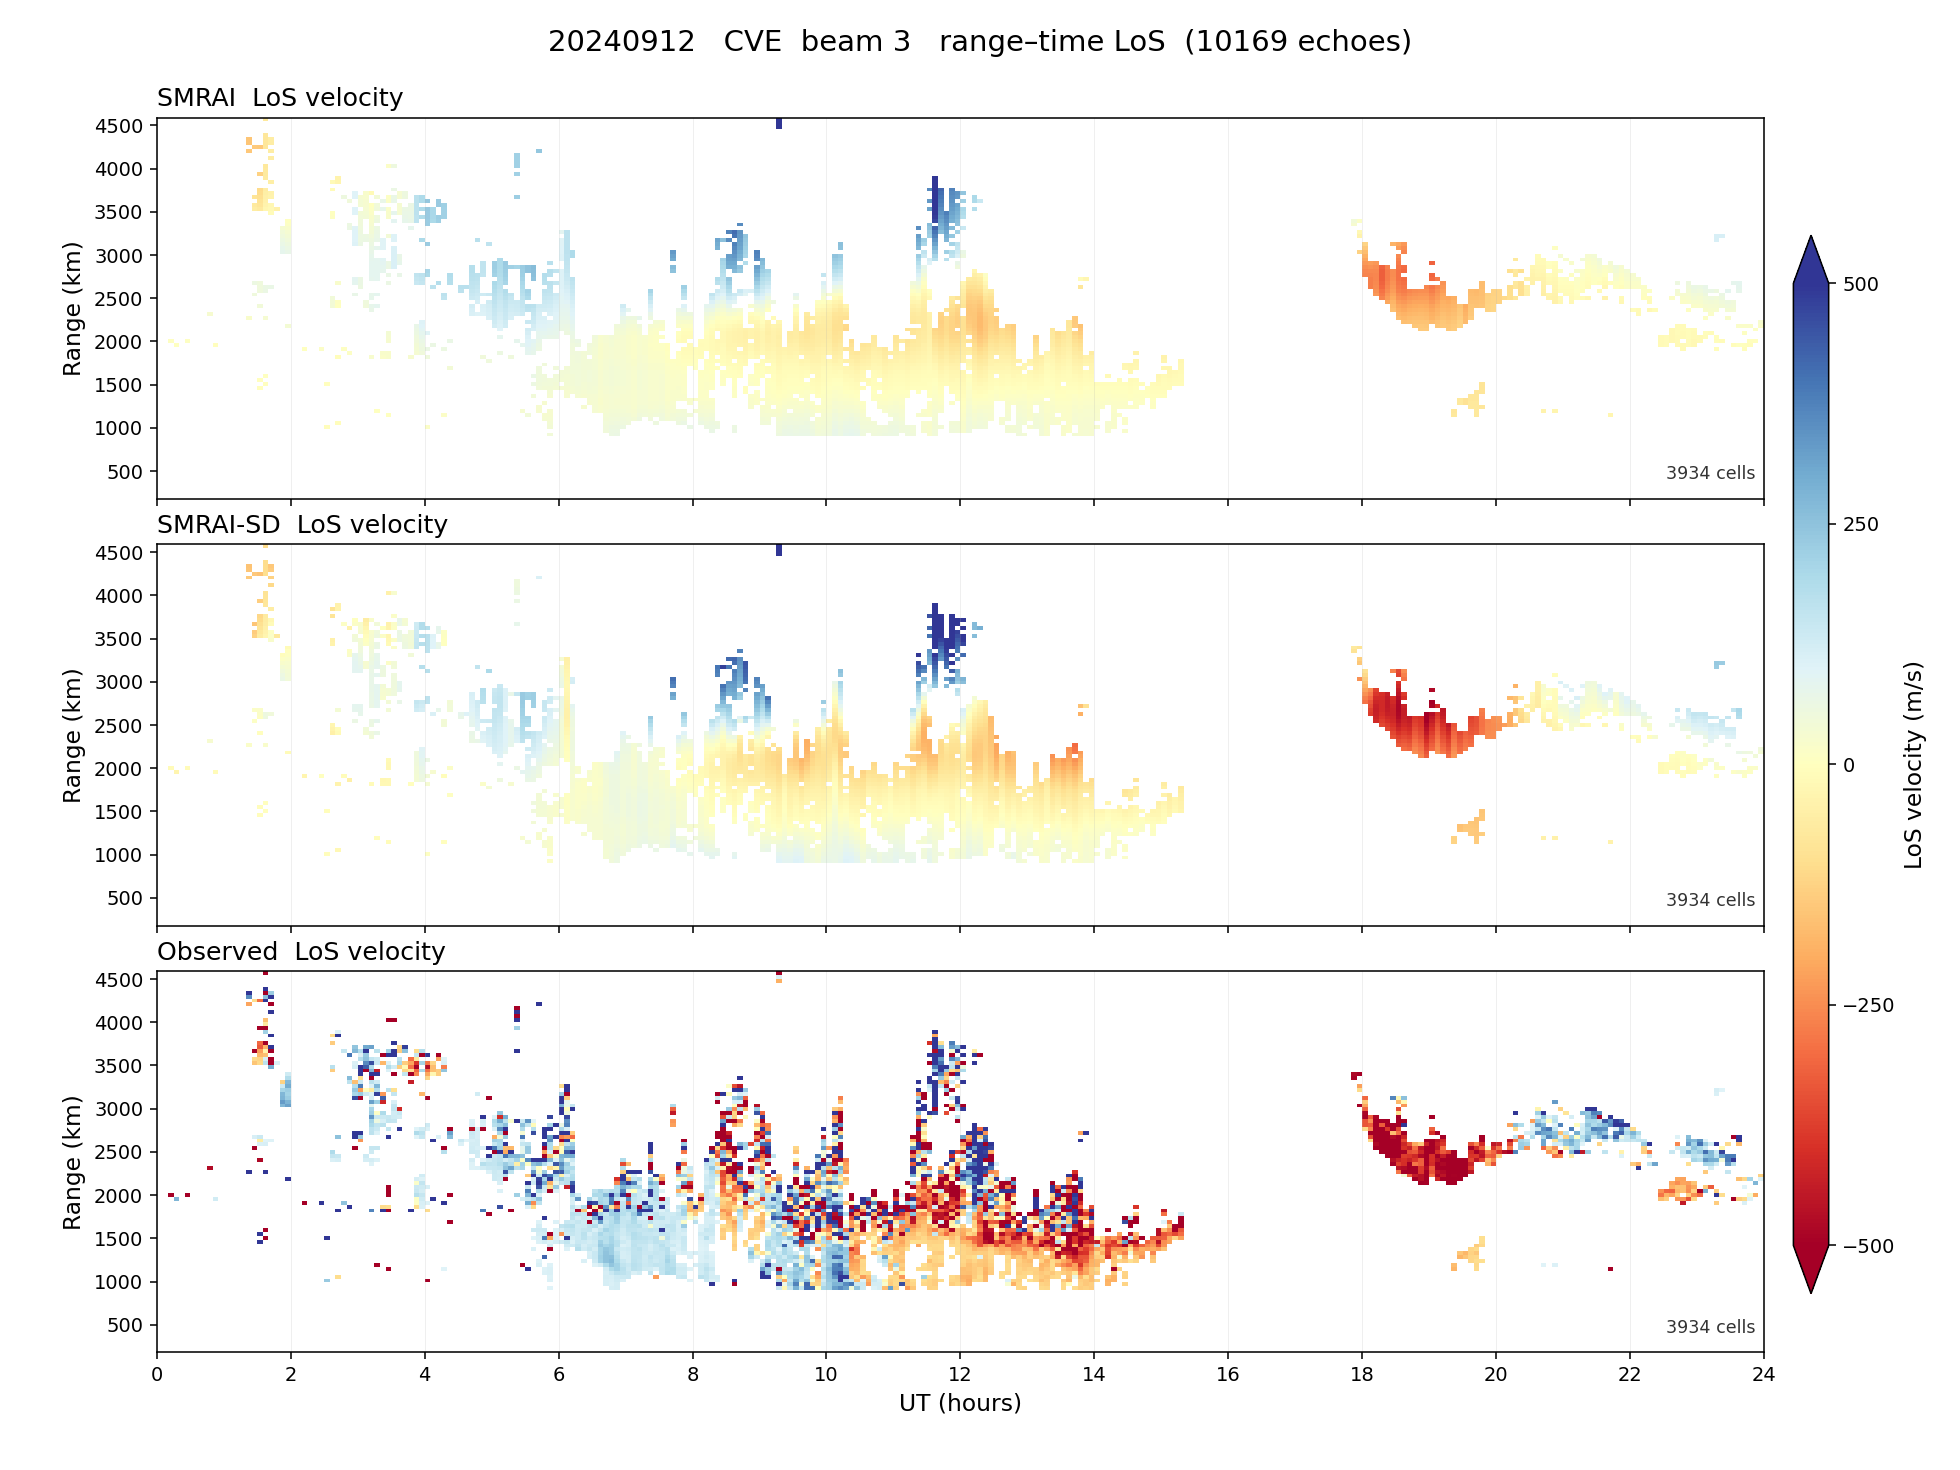 20240912   CVE  beam 3   range–time LoS  (10169 echoes)
SMRAI  LoS velocity
4500
4000
3500
3000
2500
2000
1500
1000
500
Range (km)
3934 cells
SMRAI-SD  LoS velocity
4500
4000
3500
3000
2500
2000
1500
1000
500
Range (km)
3934 cells
Observed  LoS velocity
4500
4000
3500
3000
2500
2000
1500
1000
500
Range (km)
3934 cells
0 2 4 6 8 10 12 14 16 18 20 22 24
UT (hours)
500
250
0
−250
−500
LoS velocity (m/s)